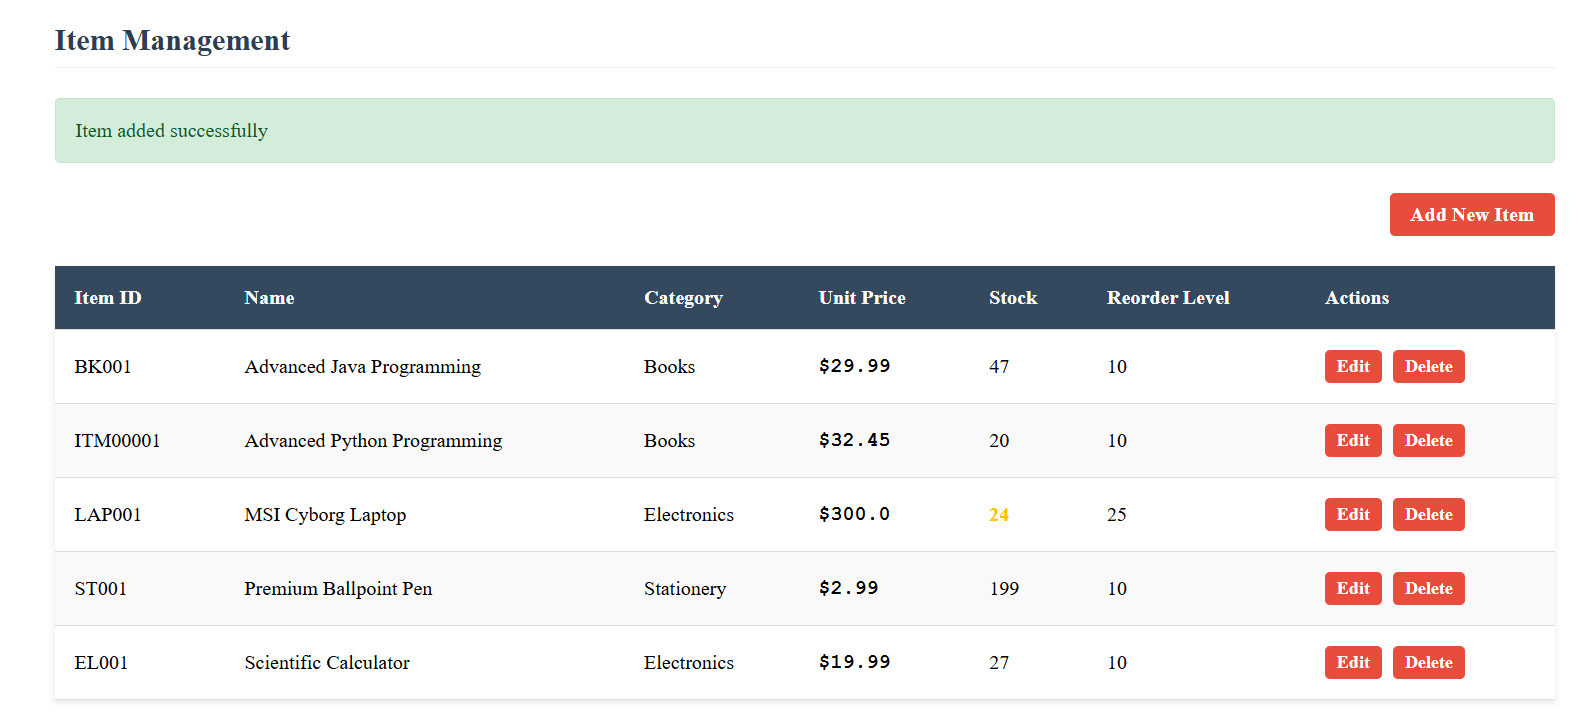 Item Management
Item added successfully
Add New Item
Item ID Name Category Unit Price Stock Reorder Level Actions
BK001 Advanced Java Programming Books $29.99 47 10 Edit Delete
ITM00001 Advanced Python Programming Books $32.45 20 10 Edit Delete
LAP001 MSI Cyborg Laptop Electronics $300.0 24 25 Edit Delete
ST001 Premium Ballpoint Pen Stationery $2.99 199 10 Edit Delete
EL001 Scientific Calculator Electronics $19.99 27 10 Edit Delete